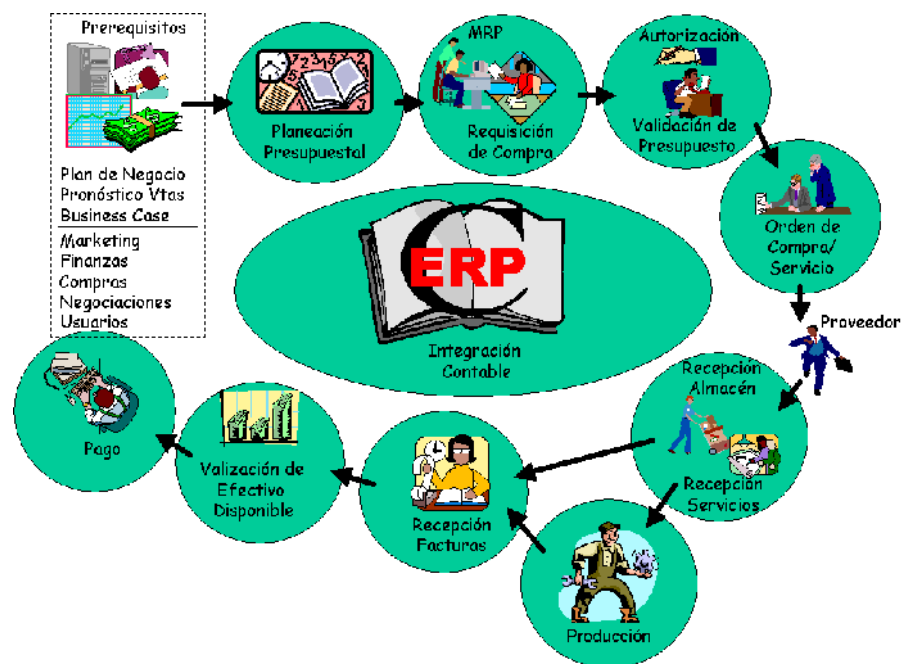 Prerequisitos
Plan de Negocio
Pronóstico Vtas
Business Case
Marketing
Finanzas
Compras
Negociaciones
Usuarios
Planeación
Presupuestal
MRP
Requisición
de Compra
Autorización
Validación de
Presupuesto
Orden de
Compra/
Servicio
Proveedor
Recepción
Almacén
Recepción
Servicios
Producción
Recepción
Facturas
Valización de
Efectivo
Disponible
Pago
C
ERP
Integración
Contable